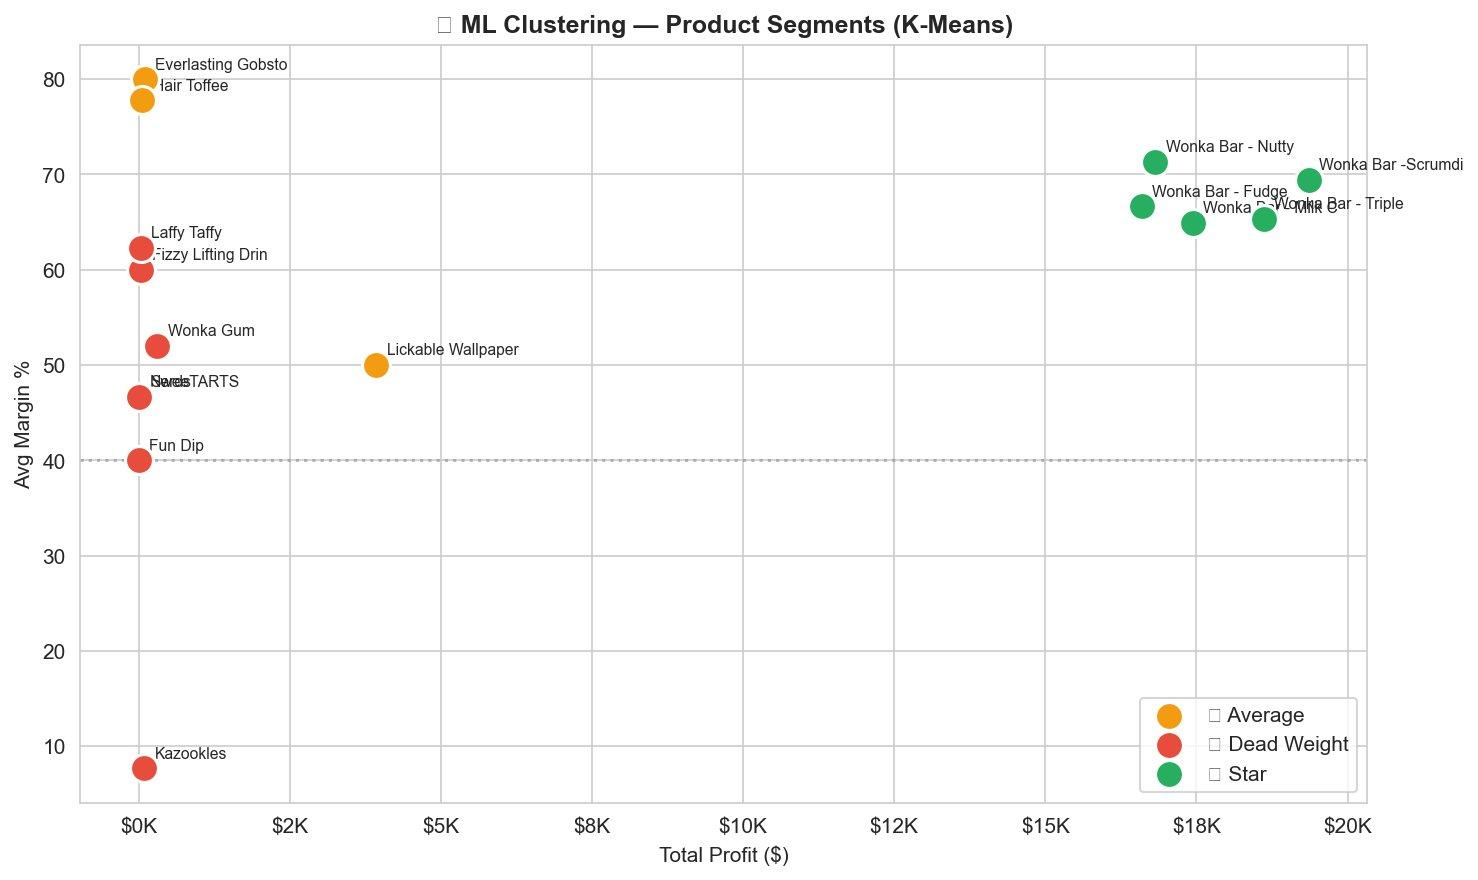 ML Clustering — Product Segments (K-Means)
Everlasting Gobsto
Hair Toffee
Wonka Bar - Nutty
Wonka Bar -Scrumdi
Wonka Bar - Fudge
Wonka Bar - Milk C
Wonka Bar - Triple
Laffy Taffy
Fizzy Lifting Drin
Wonka Gum
Lickable Wallpaper
Nerds
SweeTARTS
Fun Dip
Kazookles
Avg Margin %
80
70
60
50
40
30
20
10
Average
Dead Weight
Star
$0K
$2K
$5K
$8K
$10K
$12K
$15K
$18K
$20K
Total Profit ($)